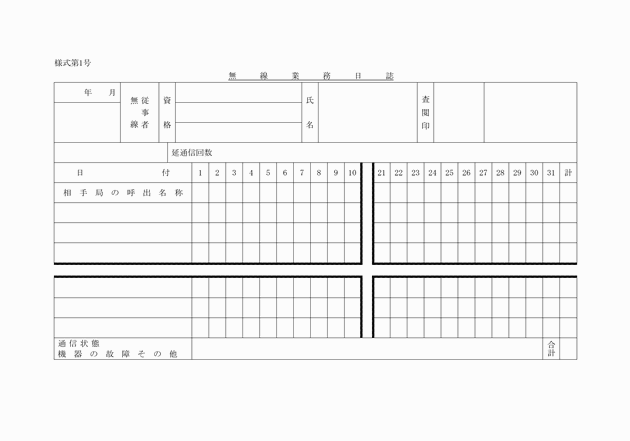 様式第1号
無線業務日誌
年 月
無線
従事者
資格
氏名
査閲印
延通信回数
日付 1 2 3 4 5 6 7 8 9 10 21 22 23 24 25 26 27 28 29 30 31 計
相手局の呼出名称
通信状態
機器の故障その他
合計